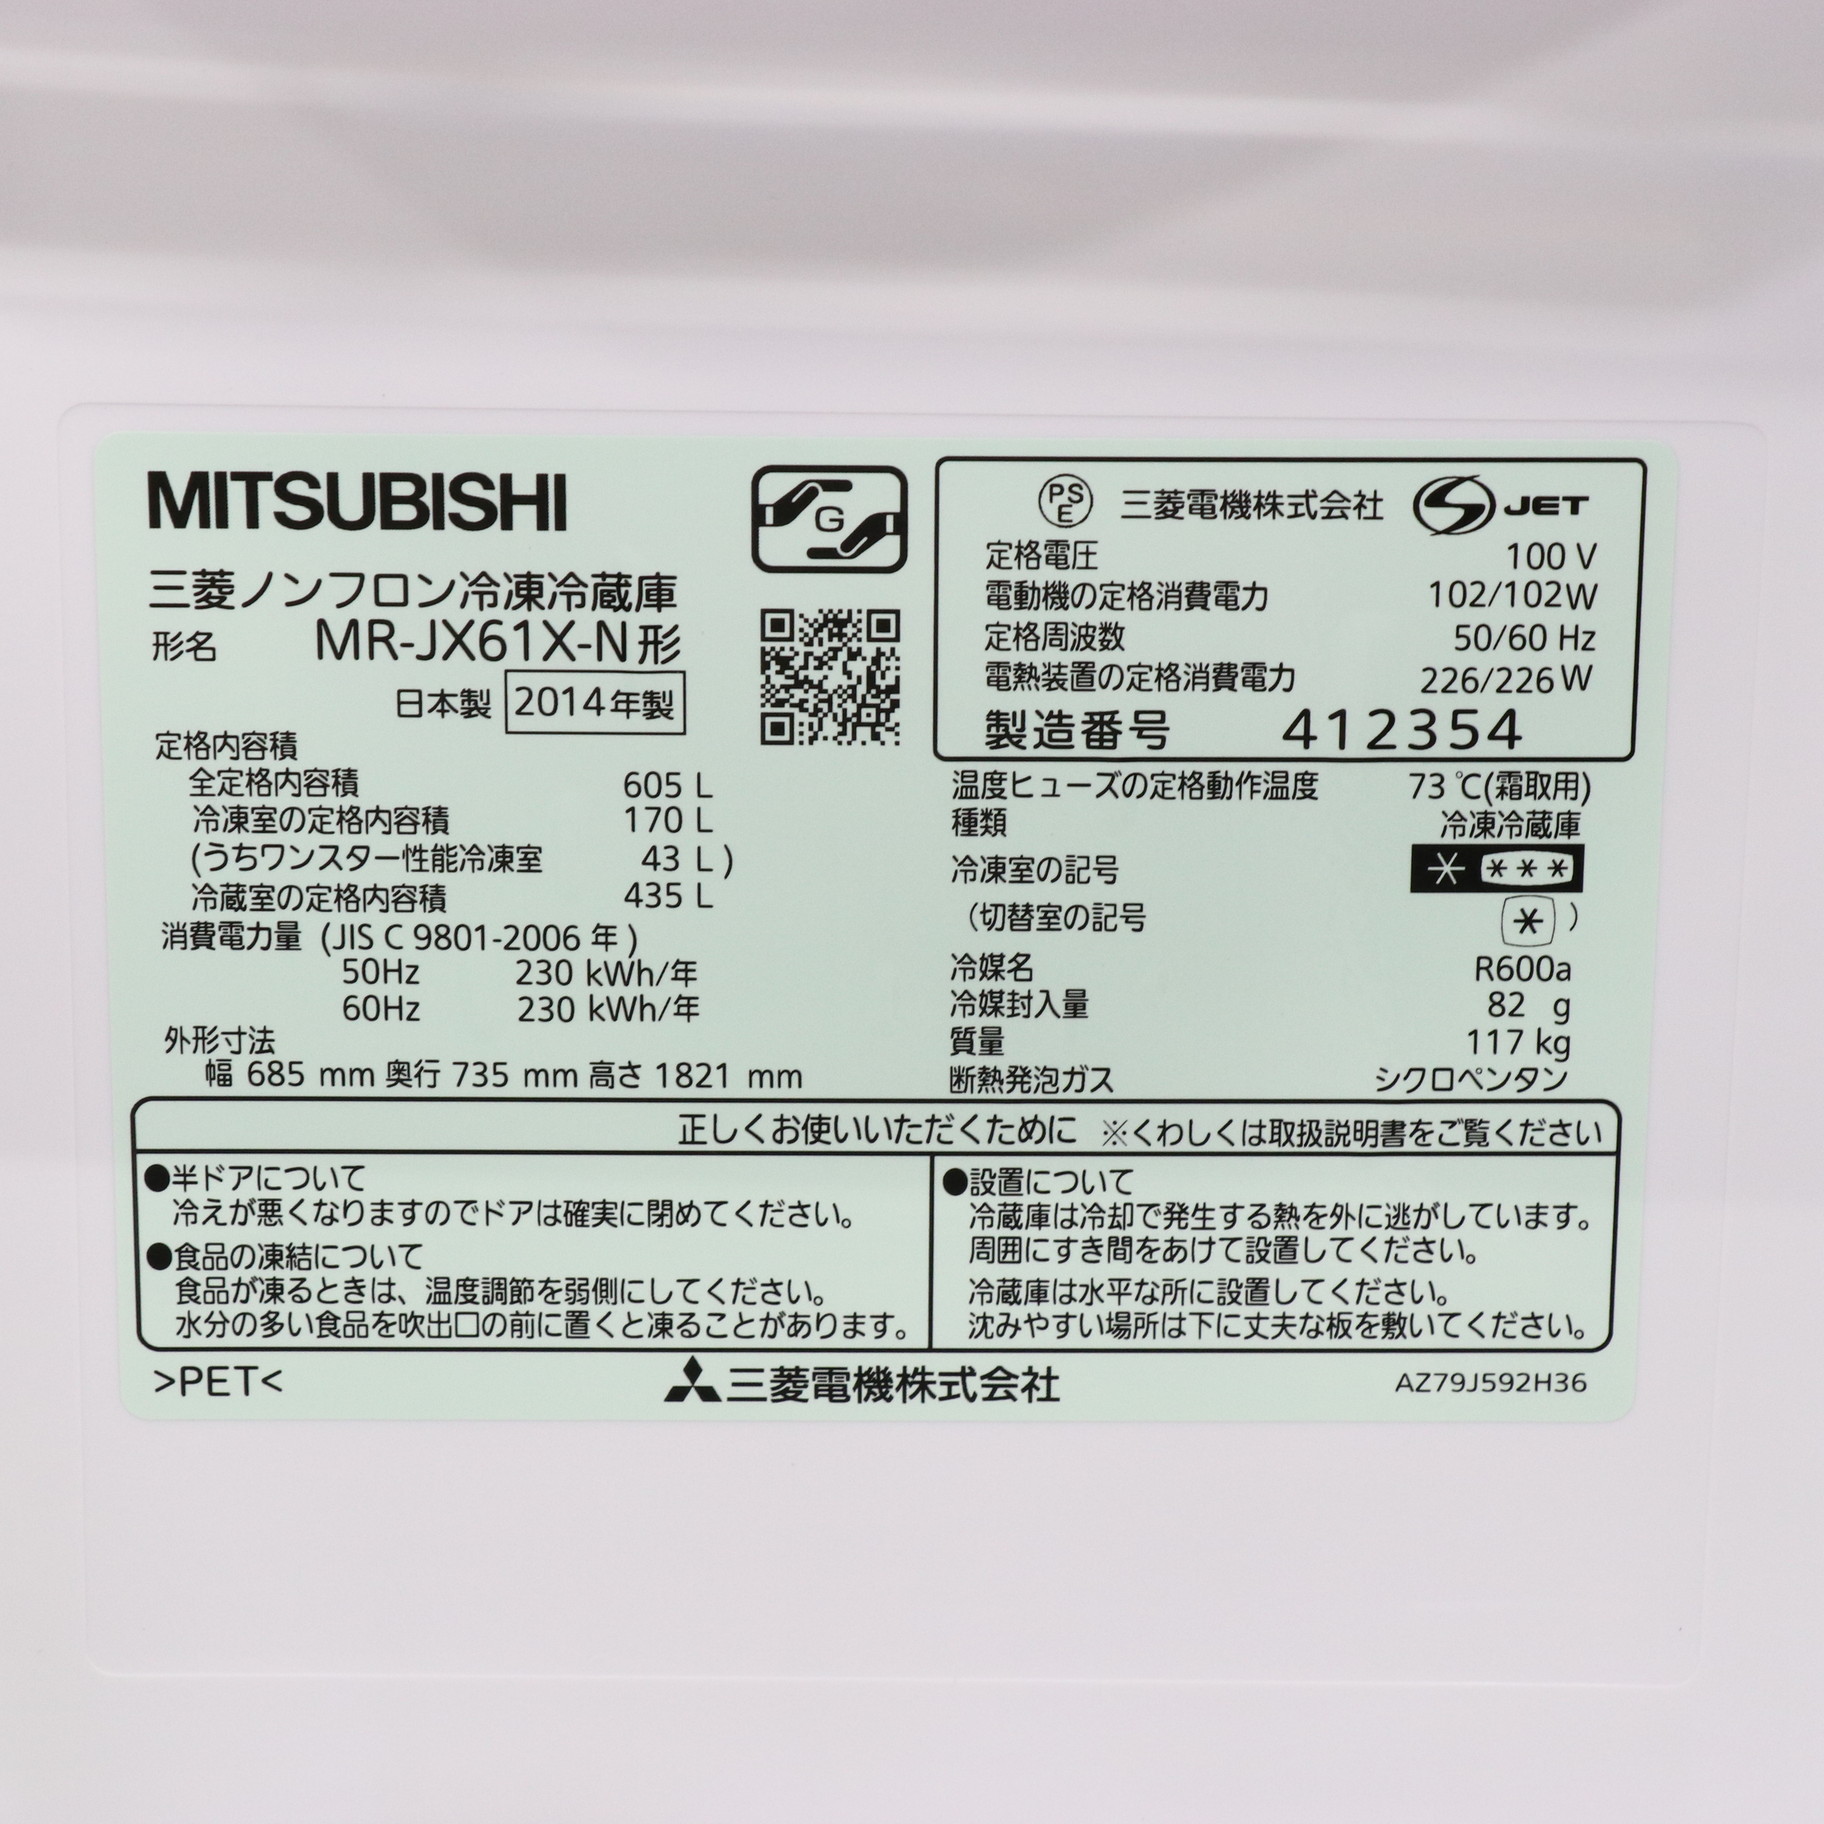 MITSUBISHI
G
三菱ノンフロン冷凍冷蔵庫
形名 MR-JX61X-N形
日本製 2014年製
定格内容積
全定格内容積 605 L
冷凍室の定格内容積 170 L
(うちワンスター性能冷凍室 43 L)
冷蔵室の定格内容積 435 L
消費電力量 (JIS C 9801-2006年)
50Hz 230 kWh/年
60Hz 230 kWh/年
外形寸法
幅 685 mm 奥行 735 mm 高さ 1821 mm
PSE 三菱電機株式会社 S JET
定格電圧 100 V
電動機の定格消費電力 102/102W
定格周波数 50/60 Hz
電熱装置の定格消費電力 226/226W
製造番号 412354
温度ヒューズの定格動作温度 73℃(霜取用)
種類 冷凍冷蔵庫
冷凍室の記号 * ***
(切替室の記号 *)
冷媒名 R600a
冷媒封入量 82 g
質量 117 kg
断熱発泡ガス シクロペンタン
正しくお使いいただくために ※くわしくは取扱説明書をご覧ください
●半ドアについて
冷えが悪くなりますのでドアは確実に閉めてください。
●食品の凍結について
食品が凍るときは、温度調節を弱側にしてください。
水分の多い食品を吹出口の前に置くと凍ることがあります。
●設置について
冷蔵庫は冷却で発生する熱を外に逃がしています。
周囲にすき間をあけて設置してください。
冷蔵庫は水平な所に設置してください。
沈みやすい場所は下に丈夫な板を敷いてください。
>PET<
三菱電機株式会社
AZ79J592H36